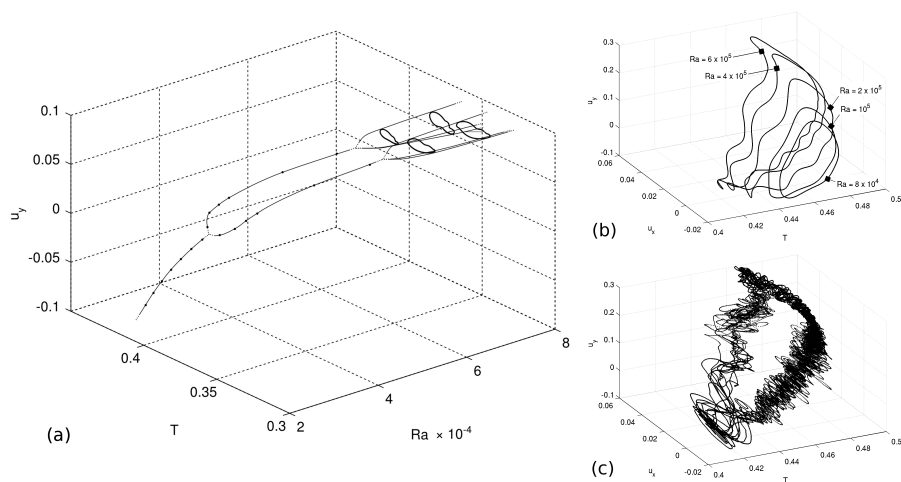 0.1
0.05
0
-0.05
-0.1
u_y
0.4
0.35
0.3
T
2
4
6
8
Ra × 10^-4
(a)
0.3
0.2
0.1
0
-0.1
u_y
0.06
0.04
0.02
0
-0.02
u_x
0.4
0.42
0.44
0.46
0.48
0.5
T
Ra = 6 x 10^5
Ra = 4 x 10^5
Ra = 2 x 10^5
Ra = 10^5
Ra = 8 x 10^4
(b)
0.3
0.2
0.1
0
-0.1
u_y
0.06
0.04
0.02
0
-0.02
u_x
0.4
0.42
0.44
0.46
0.48
0.5
T
(c)